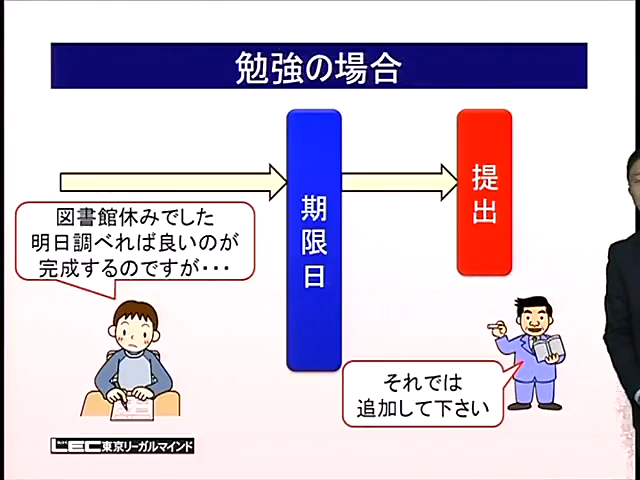 勉強の場合
期限日
提出
図書館休みでした
明日調べれば良いのが
完成するのですが・・・
それでは
追加して下さい
LEC東京リーガルマインド